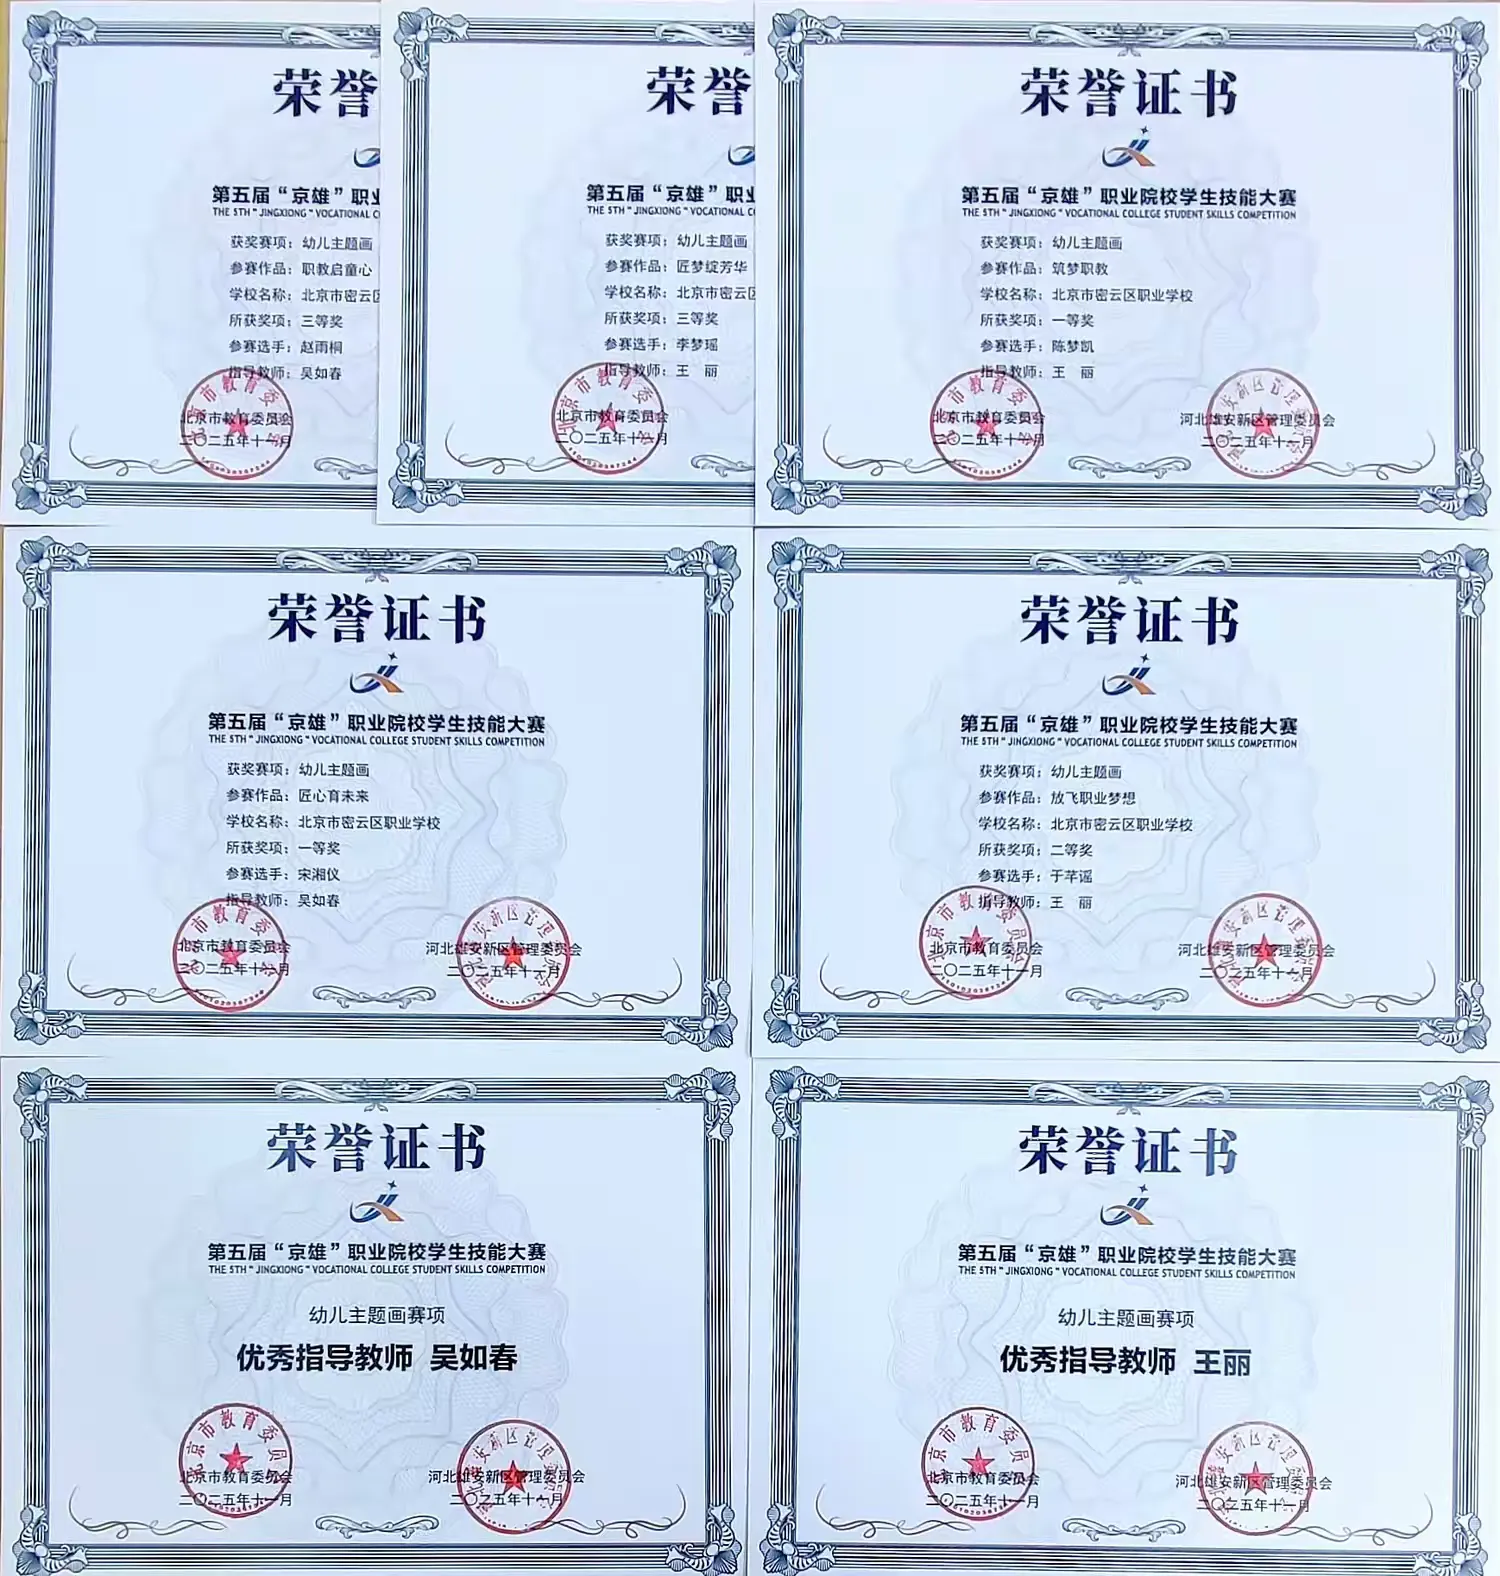 荣誉
第五届“京雄”职业
THE 5TH “ JINGXIONG ” VOCATIONAL C
获奖赛项：幼儿主题画
参赛作品：职教启童心
学校名称：北京市密云区
所获奖项：三等奖
参赛选手：赵雨桐
指导教师：吴如春
北京市教育委员会
二〇二五年十一月
荣誉
第五届“京雄”职业
THE 5TH “ JINGXIONG ” VOCATIONAL C
获奖赛项：幼儿主题画
参赛作品：匠梦绽芳华
学校名称：北京市密云区
所获奖项：三等奖
参赛选手：李梦瑶
指导教师：王 丽
北京市教育委员会
二〇二五年十一月
荣誉证书
第五届“京雄”职业院校学生技能大赛
THE 5TH “ JINGXIONG ” VOCATIONAL COLLEGE STUDENT SKILLS COMPETITION
获奖赛项：幼儿主题画
参赛作品：筑梦职教
学校名称：北京市密云区职业学校
所获奖项：一等奖
参赛选手：陈梦凯
指导教师：王 丽
北京市教育委员会 河北雄安新区管理委员会
二〇二五年十一月 二〇二五年十一月
荣誉证书
第五届“京雄”职业院校学生技能大赛
THE 5TH “ JINGXIONG ” VOCATIONAL COLLEGE STUDENT SKILLS COMPETITION
获奖赛项：幼儿主题画
参赛作品：匠心育未来
学校名称：北京市密云区职业学校
所获奖项：一等奖
参赛选手：宋湘仪
指导教师：吴如春
北京市教育委员会 河北雄安新区管理委员会
二〇二五年十一月 二〇二五年十一月
荣誉证书
第五届“京雄”职业院校学生技能大赛
THE 5TH “ JINGXIONG ” VOCATIONAL COLLEGE STUDENT SKILLS COMPETITION
获奖赛项：幼儿主题画
参赛作品：放飞职业梦想
学校名称：北京市密云区职业学校
所获奖项：二等奖
参赛选手：于芊谣
指导教师：王 丽
北京市教育委员会 河北雄安新区管理委员会
二〇二五年十一月 二〇二五年十一月
荣誉证书
第五届“京雄”职业院校学生技能大赛
THE 5TH “ JINGXIONG ” VOCATIONAL COLLEGE STUDENT SKILLS COMPETITION
幼儿主题画赛项
优秀指导教师 吴如春
北京市教育委员会 河北雄安新区管理委员会
二〇二五年十一月 二〇二五年十一月
荣誉证书
第五届“京雄”职业院校学生技能大赛
THE 5TH “ JINGXIONG ” VOCATIONAL COLLEGE STUDENT SKILLS COMPETITION
幼儿主题画赛项
优秀指导教师 王丽
北京市教育委员会 河北雄安新区管理委员会
二〇二五年十一月 二〇二五年十一月